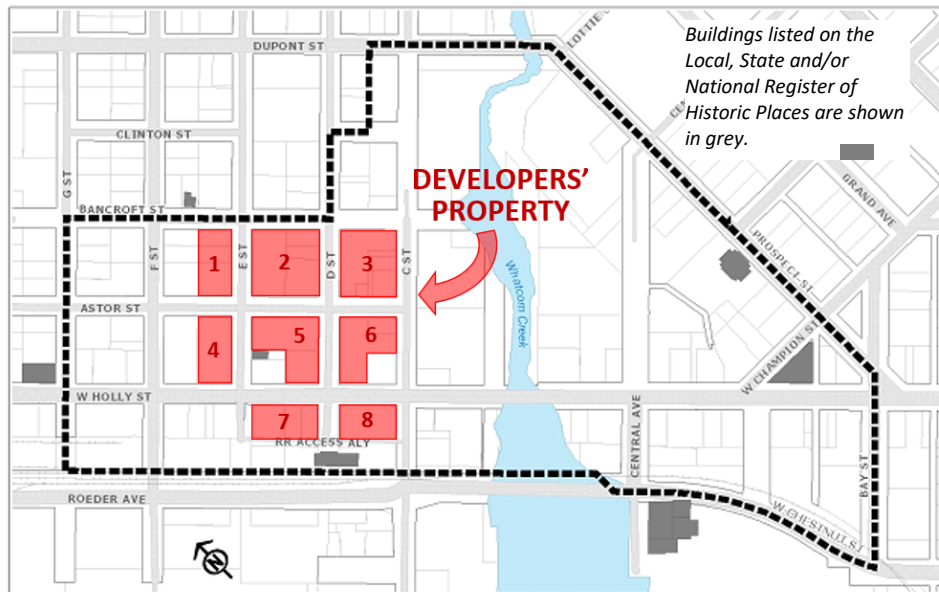 Buildings listed on the
Local, State and/or
National Register of
Historic Places are shown
in grey.
LOTTIE
DUPONT ST
CLINTON ST
G ST
BANCROFT ST
DEVELOPERS'
PROPERTY
GRAND AVE
F ST
E ST
D ST
C ST
PROSPECT ST
1
2
3
Whatcom Creek
ASTOR ST
4
5
6
W CHAMPION ST
W HOLLY ST
7
8
RR ACCESS ALY
CENTRAL AVE
BAY ST
ROEDER AVE
W CHESTNUT ST
N